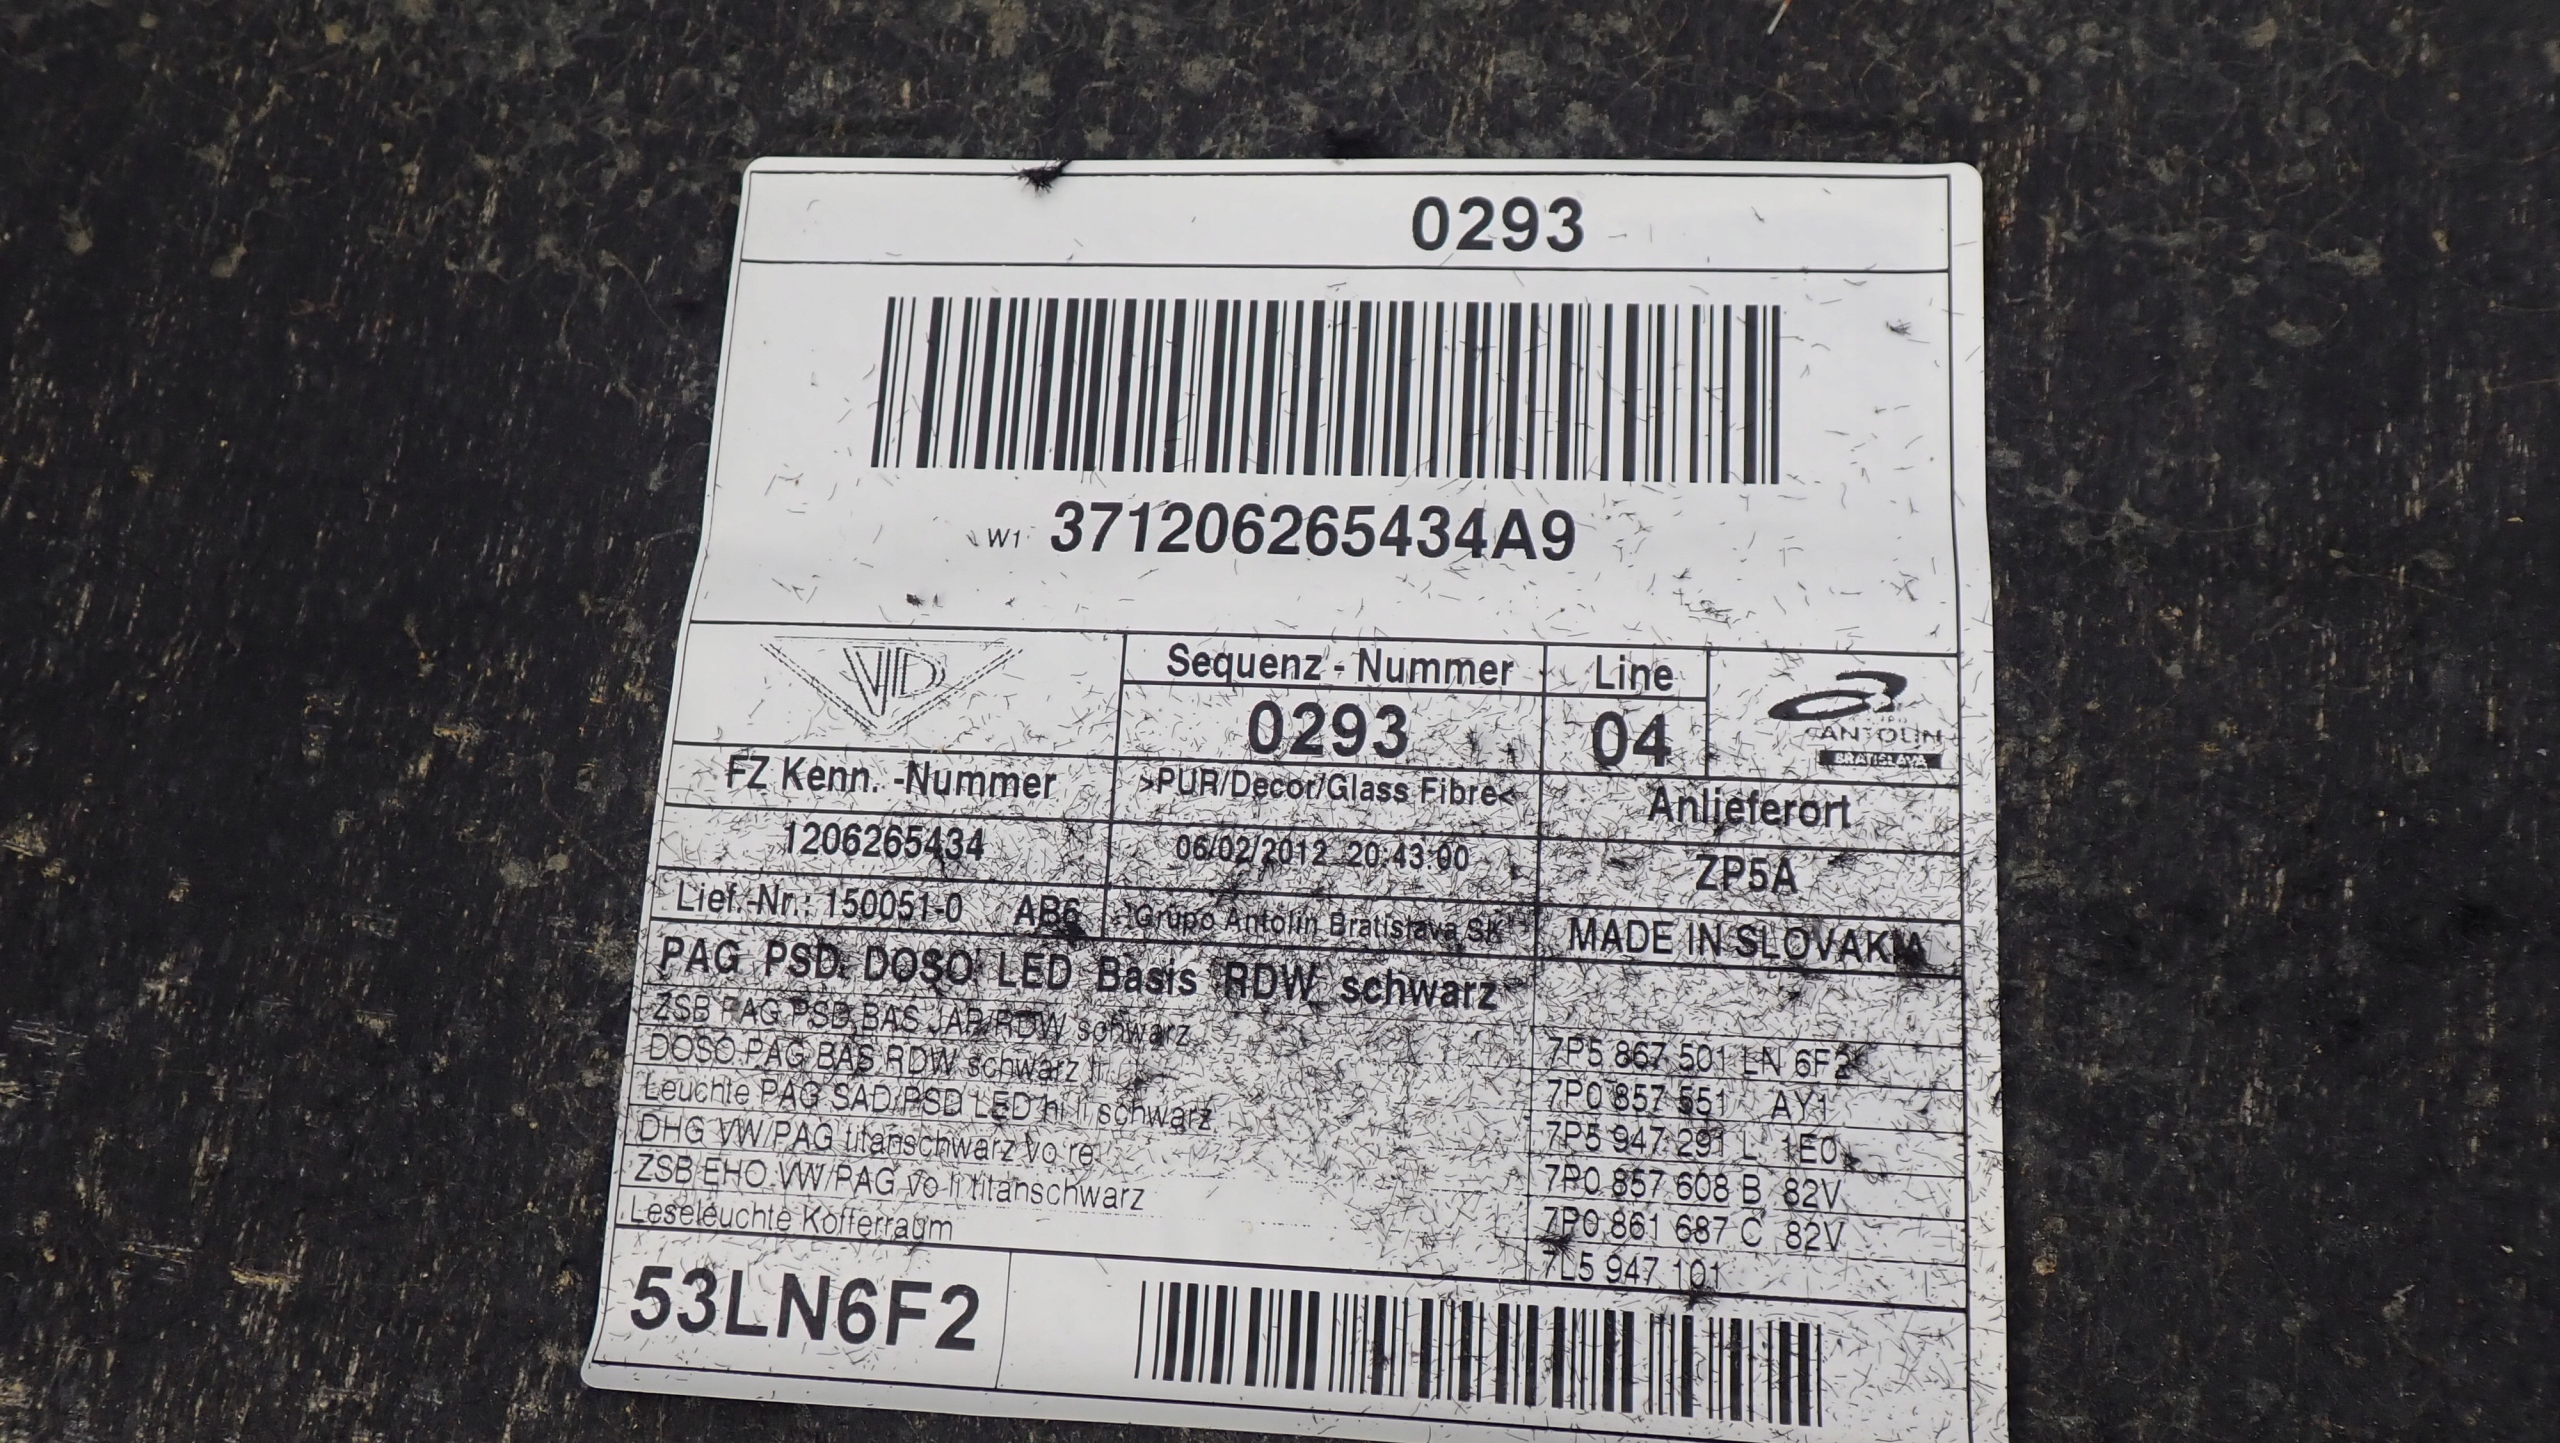 0293
W1 371206265434A9
VID
Sequenz - Nummer
Line
0293
04
ANTOLIN
BRATISLAVA
FZ Kenn. -Nummer
>PUR/Decor/Glass Fibre<
Anlieferort
1206265434
06/02/2012 20:43:00
ZP5A
Lief.-Nr.: 150051-0 AB6
Grupo Antolin Bratislava SK
MADE IN SLOVAKIA
PAG PSD DOSO LED Basis RDW schwarz
ZSB PAG PSD BAS JAP/RDW schwarz
7P5 867 501 LN 6F2
DOSO PAG BAS RDW schwarz li
7P0 857 551 AY1
Leuchte PAG SAD/PSD LED hi li schwarz
7P5 947 291 L 1E0
DHG VW/PAG titanschwarz vo re
7P0 857 608 B 82V
ZSB EHO VW/PAG vo li titanschwarz
7P0 861 687 C 82V
Leseleuchte Kofferraum
7L5 947 101
53LN6F2